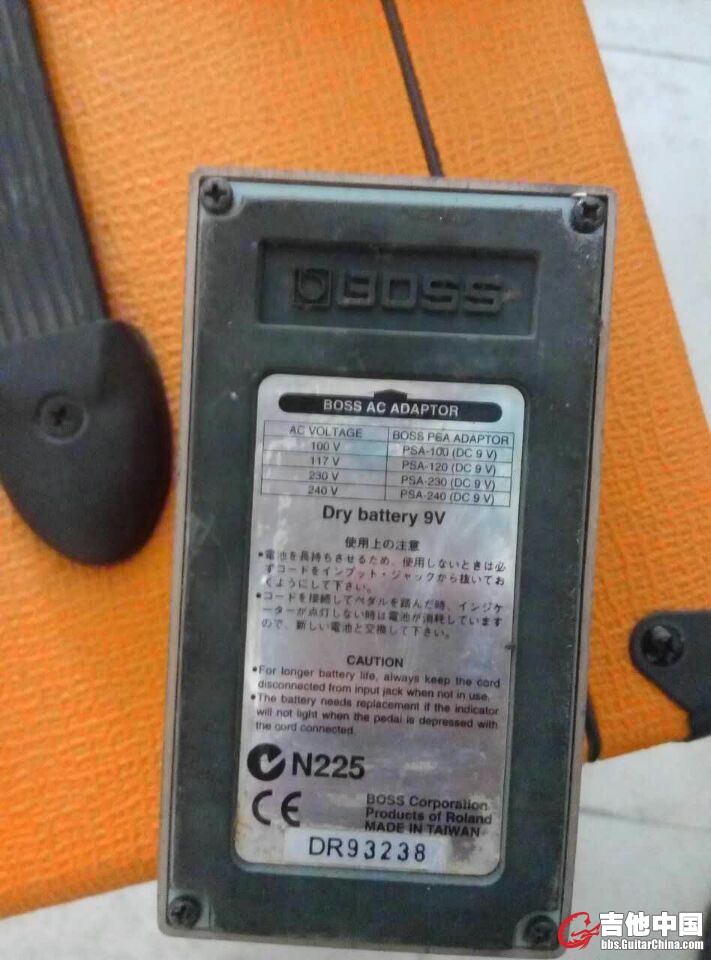 BOSS
BOSS AC ADAPTOR
AC VOLTAGE BOSS PSA ADAPTOR
100 V PSA-100 (DC 9 V)
117 V PSA-120 (DC 9 V)
230 V PSA-230 (DC 9 V)
240 V PSA-240 (DC 9 V)
Dry battery 9V
使用上の注意
●電池を長持ちさせるため、使用しないときは必
ずコードをインプット・ジャックから抜いてお
くようにして下さい。
●コードを接続してペダルを踏んだ時、インジケ
ーターが点灯しない時は電池が消耗しています
ので、新しい電池と交換して下さい。
CAUTION
●For longer battery life, always keep the cord
disconnected from input jack when not in use.
●The battery needs replacement if the indicator
will not light when the pedal is depressed with
the cord connected.
N225
CE
BOSS Corporation
Products of Roland
MADE IN TAIWAN
DR93238
吉他中国
bbs.GuitarChina.com